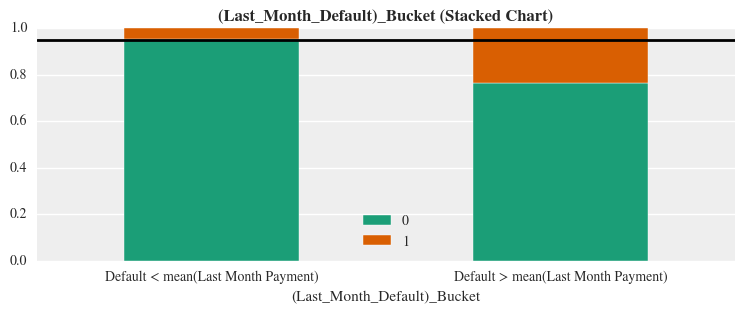 (Last_Month_Default)_Bucket (Stacked Chart)
1.0
0.8
0.6
0.4
0.2
0.0
0
1
Default < mean(Last Month Payment)
Default > mean(Last Month Payment)
(Last_Month_Default)_Bucket